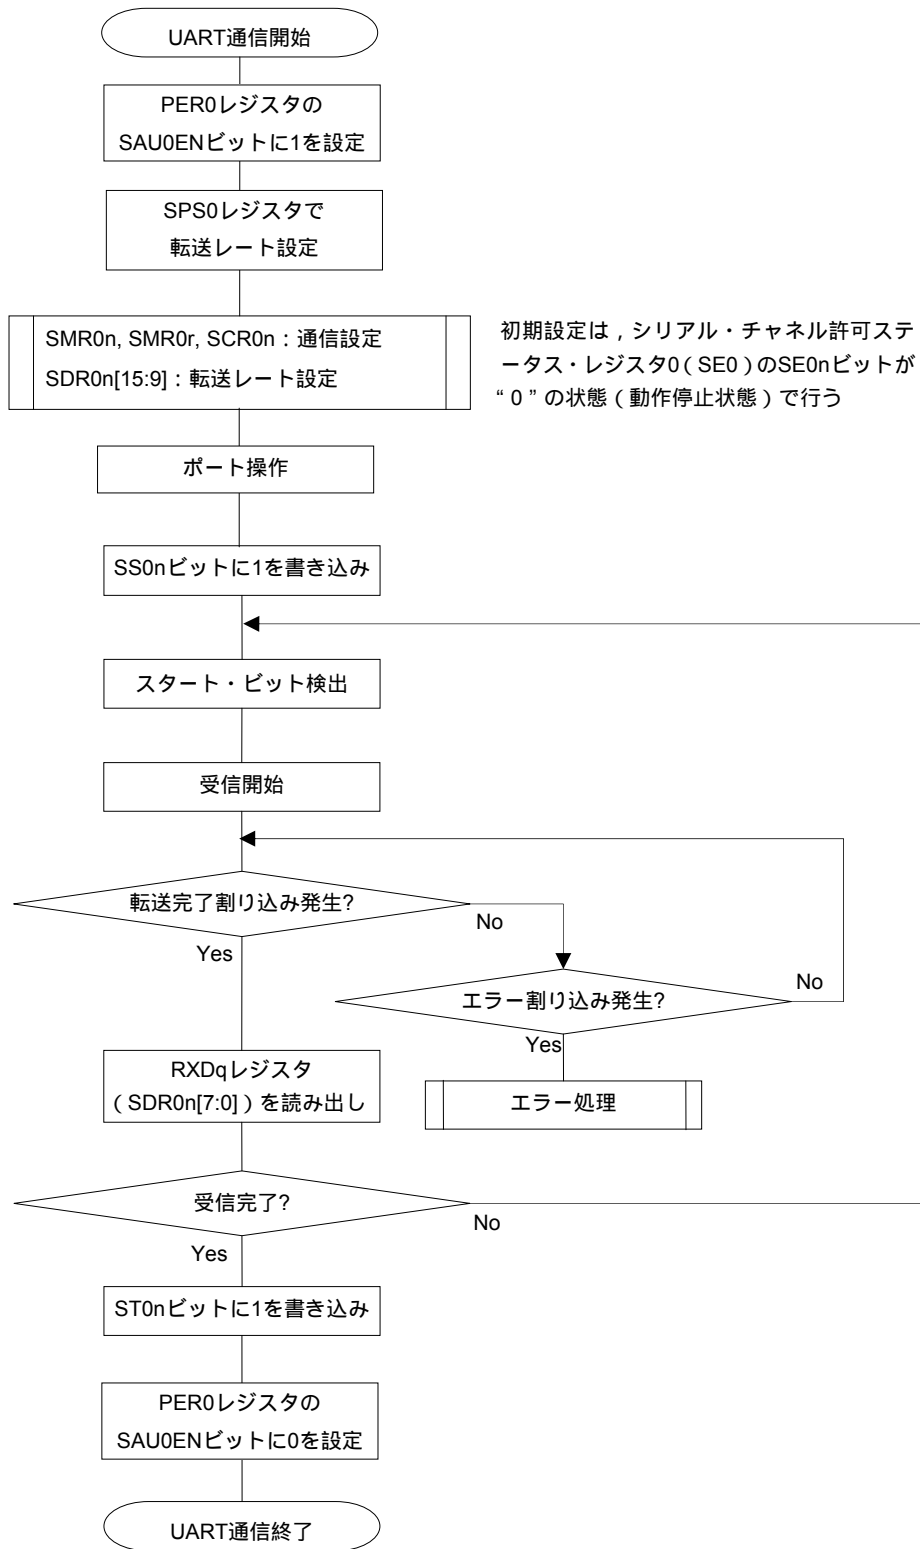 UART通信開始
PER0レジスタの
SAU0ENビットに1を設定
SPS0レジスタで
転送レート設定
SMR0n, SMR0r, SCR0n：通信設定
SDR0n[15:9]：転送レート設定
初期設定は，シリアル・チャネル許可ステ
ータス・レジスタ0（SE0）のSE0nビットが
“0”の状態（動作停止状態）で行う
ポート操作
SS0nビットに1を書き込み
スタート・ビット検出
受信開始
転送完了割り込み発生?
No
Yes
エラー割り込み発生?
No
Yes
エラー処理
RXDqレジスタ
（SDR0n[7:0]）を読み出し
受信完了?
No
Yes
ST0nビットに1を書き込み
PER0レジスタの
SAU0ENビットに0を設定
UART通信終了